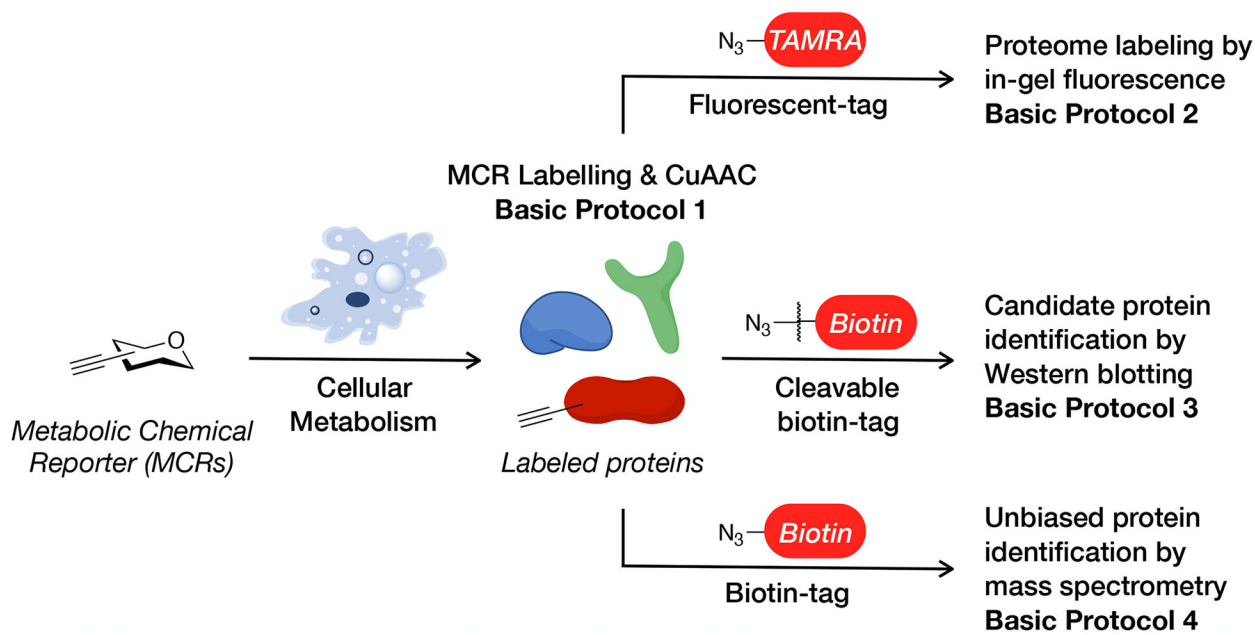 O
Metabolic Chemical
Reporter (MCRs)
Cellular
Metabolism
MCR Labelling & CuAAC
Basic Protocol 1
Labeled proteins
N₃ TAMRA
Fluorescent-tag
Proteome labeling by
in-gel fluorescence
Basic Protocol 2
N₃ Biotin
Cleavable
biotin-tag
Candidate protein
identification by
Western blotting
Basic Protocol 3
N₃ Biotin
Biotin-tag
Unbiased protein
identification by
mass spectrometry
Basic Protocol 4